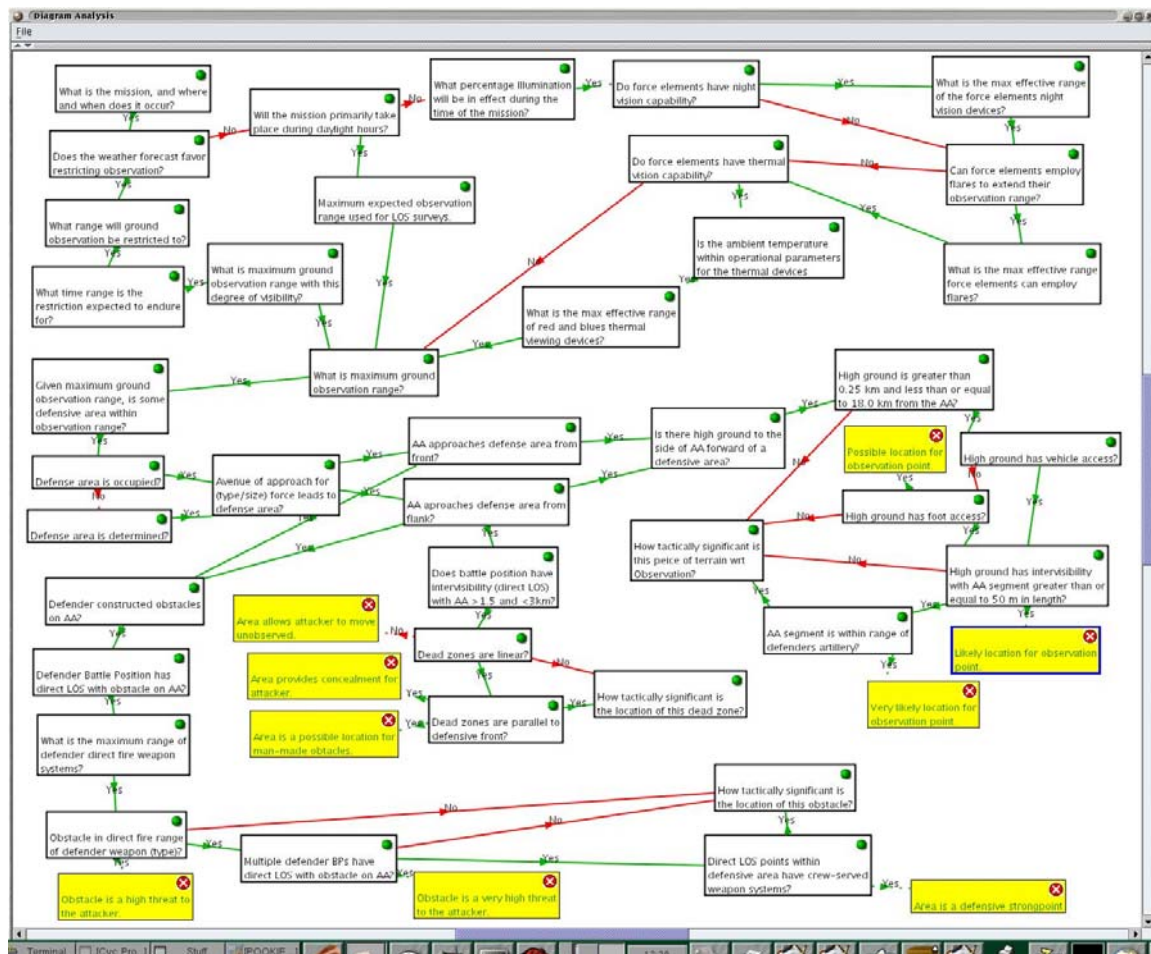 Diagram Analysis
File
What is the mission, and where
and when does it occur?
Yes
Does the weather forecast favor
restricting observation?
No
Yes
What range will ground
observation be restricted to?
Yes
What time range is the
restriction expected to endure
for?
Yes
What is maximum ground
observation range with this
degree of visibility?
Yes
Will the mission primarily take
place during daylight hours?
No
Yes
Maximum expected observation
range used for LOS surveys.
Yes
What percentage illumination
will be in effect during the
time of the mission?
Yes
Do force elements have night
vision capability?
Yes
No
What is the max effective range
of the force elements night
vision devices?
Yes
Can force elements employ
flares to extend their
observation range?
No
Yes
What is the max effective range
force elements can employ
flares?
Yes
Do force elements have thermal
vision capability?
Yes
No
Is the ambient temperature
within operational parameters
for the thermal devices
Yes
What is the max effective range
of red and blues thermal
viewing devices?
Yes
What is maximum ground
observation range?
Yes
Given maximum ground
observation range, is some
defensive area within
observation range?
Yes
Defense area is occupied?
Yes
No
Defense area is determined?
Yes
Avenue of approach for
(type/size) force leads to
defense area?
Yes
Yes
AA approaches defense area from
front?
Yes
AA aproaches defense area from
flank?
Yes
Yes
Is there high ground to the
side of AA forward of a
defensive area?
Yes
High ground is greater than
0.25 km and less than or equal
to 18.0 km from the AA?
Yes
No
High ground has vehicle access?
No
Yes
Possible location for
observation point
Yes
High ground has foot access?
No
Yes
High ground has intervisibility
with AA segment greater than or
equal to 50 m in length?
No
Yes
Yes
Likely location for observation
point.
AA segment is within range of
defenders artillery?
Yes
Yes
Very likely location for
observation point
How tactically significant is
this peice of terrain wrt
Observation?
Does battle position have
intervisibility (direct LOS)
with AA >1.5 and <3km?
Yes
Dead zones are linear?
No
No
Yes
Area allows attacker to move
unobserved.
Area provides concealment for
attacker.
Area is a possible location for
man-made obtacles.
Dead zones are parallel to
defensive front?
Yes
Yes
Yes
How tactically significant is
the location of this dead zone?
Defender constructed obstacles
on AA?
Yes
Yes
Yes
Defender Battle Position has
direct LOS with obstacle on AA?
Yes
What is the maximum range of
defender direct fire weapon
systems?
Yes
Obstacle in direct fire range
of defender weapon (type)?
No
Yes
Yes
Obstacle is a high threat to
the attacker.
Multiple defender BPs have
direct LOS with obstacle on AA?
No
Yes
Yes
Obstacle is a very high threat
to the attacker.
How tactically significant is
the location of this obstacle?
Yes
Direct LOS points within
defensive area have crew-served
weapon systems?
Yes
Area is a defensive strongpoint
Terminal
[Cyc Pro...]
Stuff